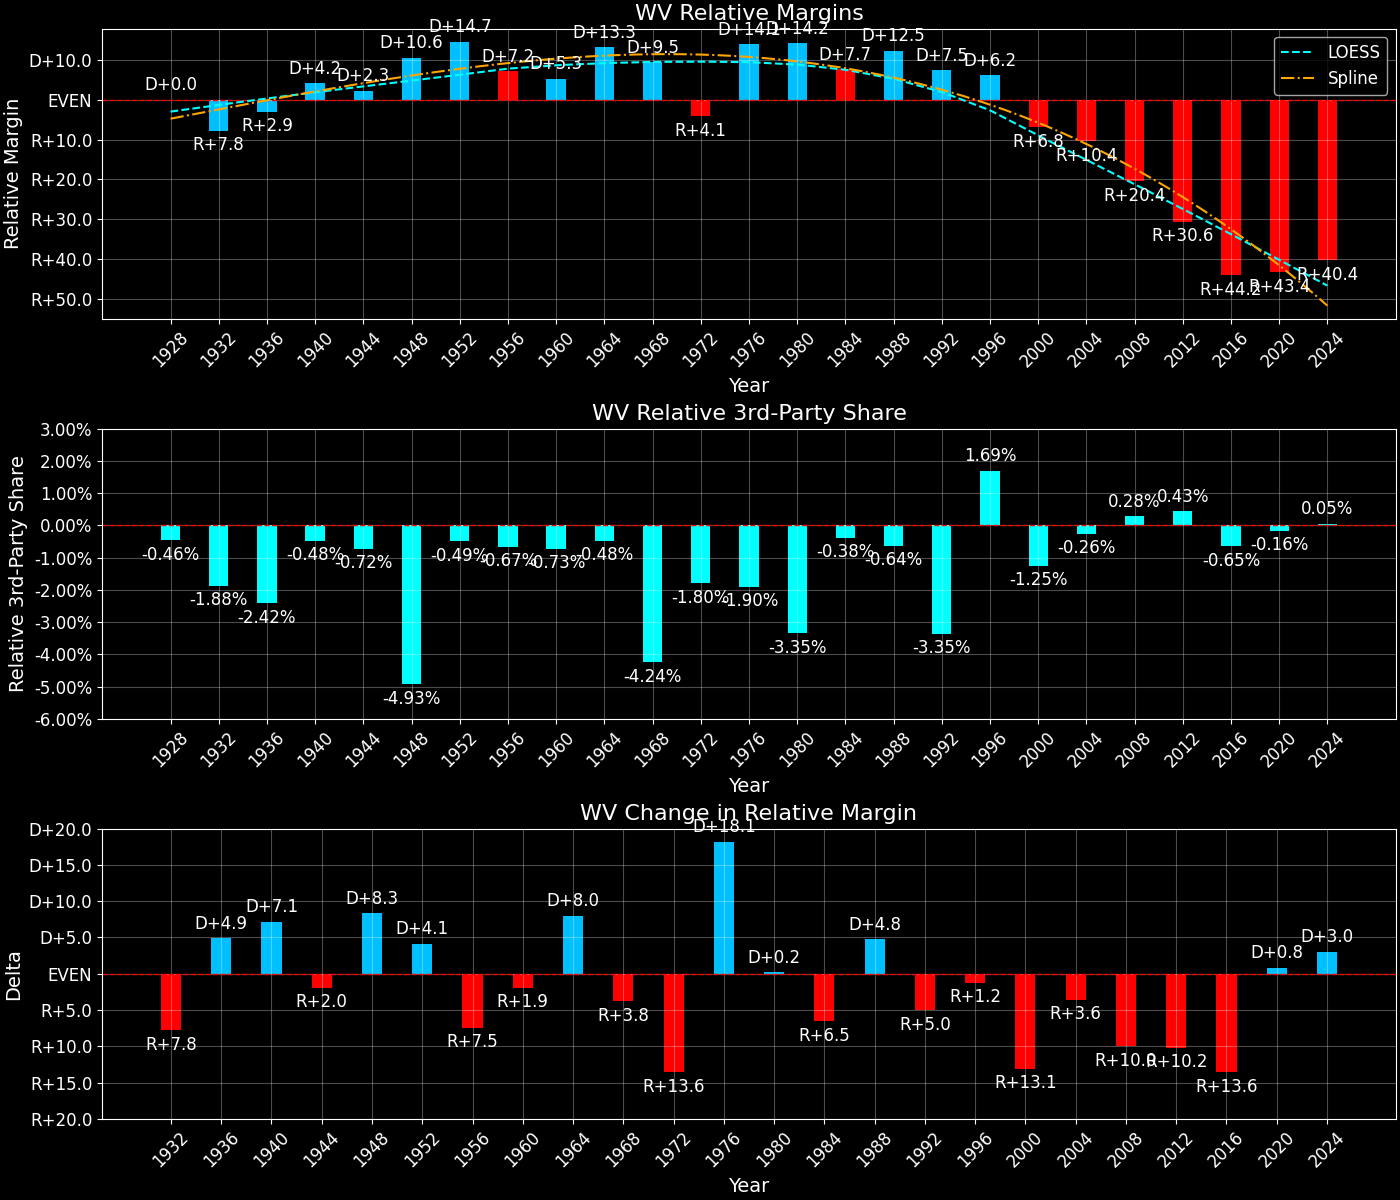 WV Relative Margins
Relative Margin
D+10.0
EVEN
R+10.0
R+20.0
R+30.0
R+40.0
R+50.0
D+0.0
R+7.8
R+2.9
D+4.2
D+2.3
D+10.6
D+14.7
D+7.2
D+5.3
D+13.3
D+9.5
R+4.1
D+14.2
D+7.7
D+12.5
D+7.5
D+6.2
R+6.8
R+10.4
R+20.4
R+30.6
R+44.2
R+43.4
R+40.4
LOESS
Spline
1928 1932 1936 1940 1944 1948 1952 1956 1960 1964 1968 1972 1976 1980 1984 1988 1992 1996 2000 2004 2008 2012 2016 2020 2024
Year
WV Relative 3rd-Party Share
Relative 3rd-Party Share
3.00%
2.00%
1.00%
0.00%
-1.00%
-2.00%
-3.00%
-4.00%
-5.00%
-6.00%
-0.46%
-1.88%
-2.42%
-0.48%
-0.72%
-4.93%
-0.49%
-0.67%
-0.73%
-0.48%
-4.24%
-1.80%
-1.90%
-3.35%
-0.38%
-0.64%
-3.35%
1.69%
-1.25%
-0.26%
0.28%
0.43%
-0.65%
-0.16%
0.05%
1928 1932 1936 1940 1944 1948 1952 1956 1960 1964 1968 1972 1976 1980 1984 1988 1992 1996 2000 2004 2008 2012 2016 2020 2024
Year
WV Change in Relative Margin
Delta
D+20.0
D+15.0
D+10.0
D+5.0
EVEN
R+5.0
R+10.0
R+15.0
R+20.0
R+7.8
D+4.9
D+7.1
R+2.0
D+8.3
D+4.1
R+7.5
R+1.9
D+8.0
R+3.8
R+13.6
D+18.1
D+0.2
R+6.5
D+4.8
R+5.0
R+1.2
R+13.1
R+3.6
R+10.2
R+13.6
D+0.8
D+3.0
1932 1936 1940 1944 1948 1952 1956 1960 1964 1968 1972 1976 1980 1984 1988 1992 1996 2000 2004 2008 2012 2016 2020 2024
Year